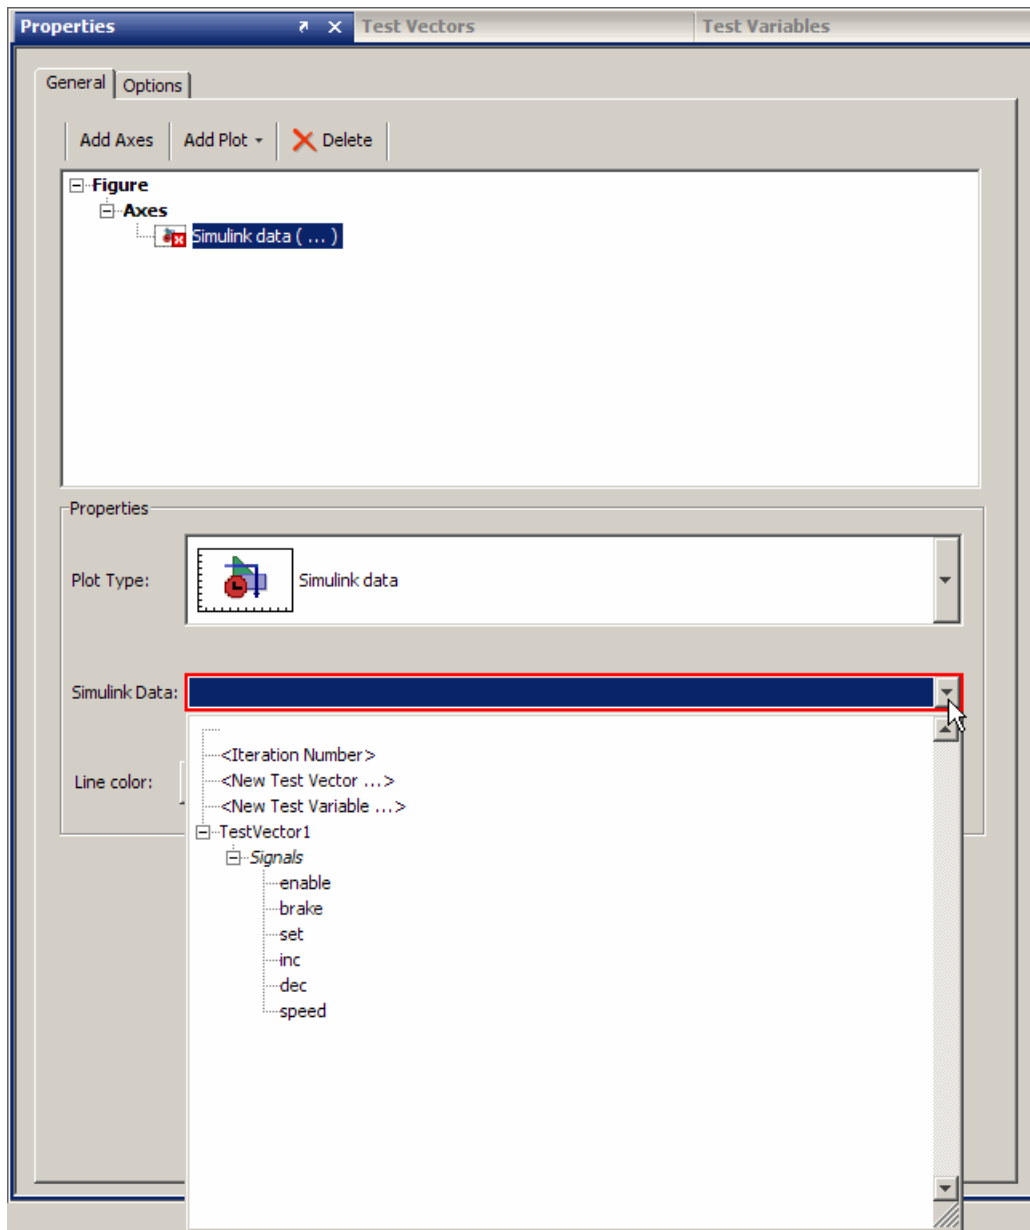 Properties
Test Vectors
Test Variables
General
Options
Add Axes
Add Plot
Delete
Figure
Axes
Simulink data ( ... )
Properties
Plot Type:
Simulink data
Simulink Data:
<Iteration Number>
<New Test Vector ...>
Line color:
<New Test Variable ...>
TestVector1
Signals
enable
brake
set
inc
dec
speed